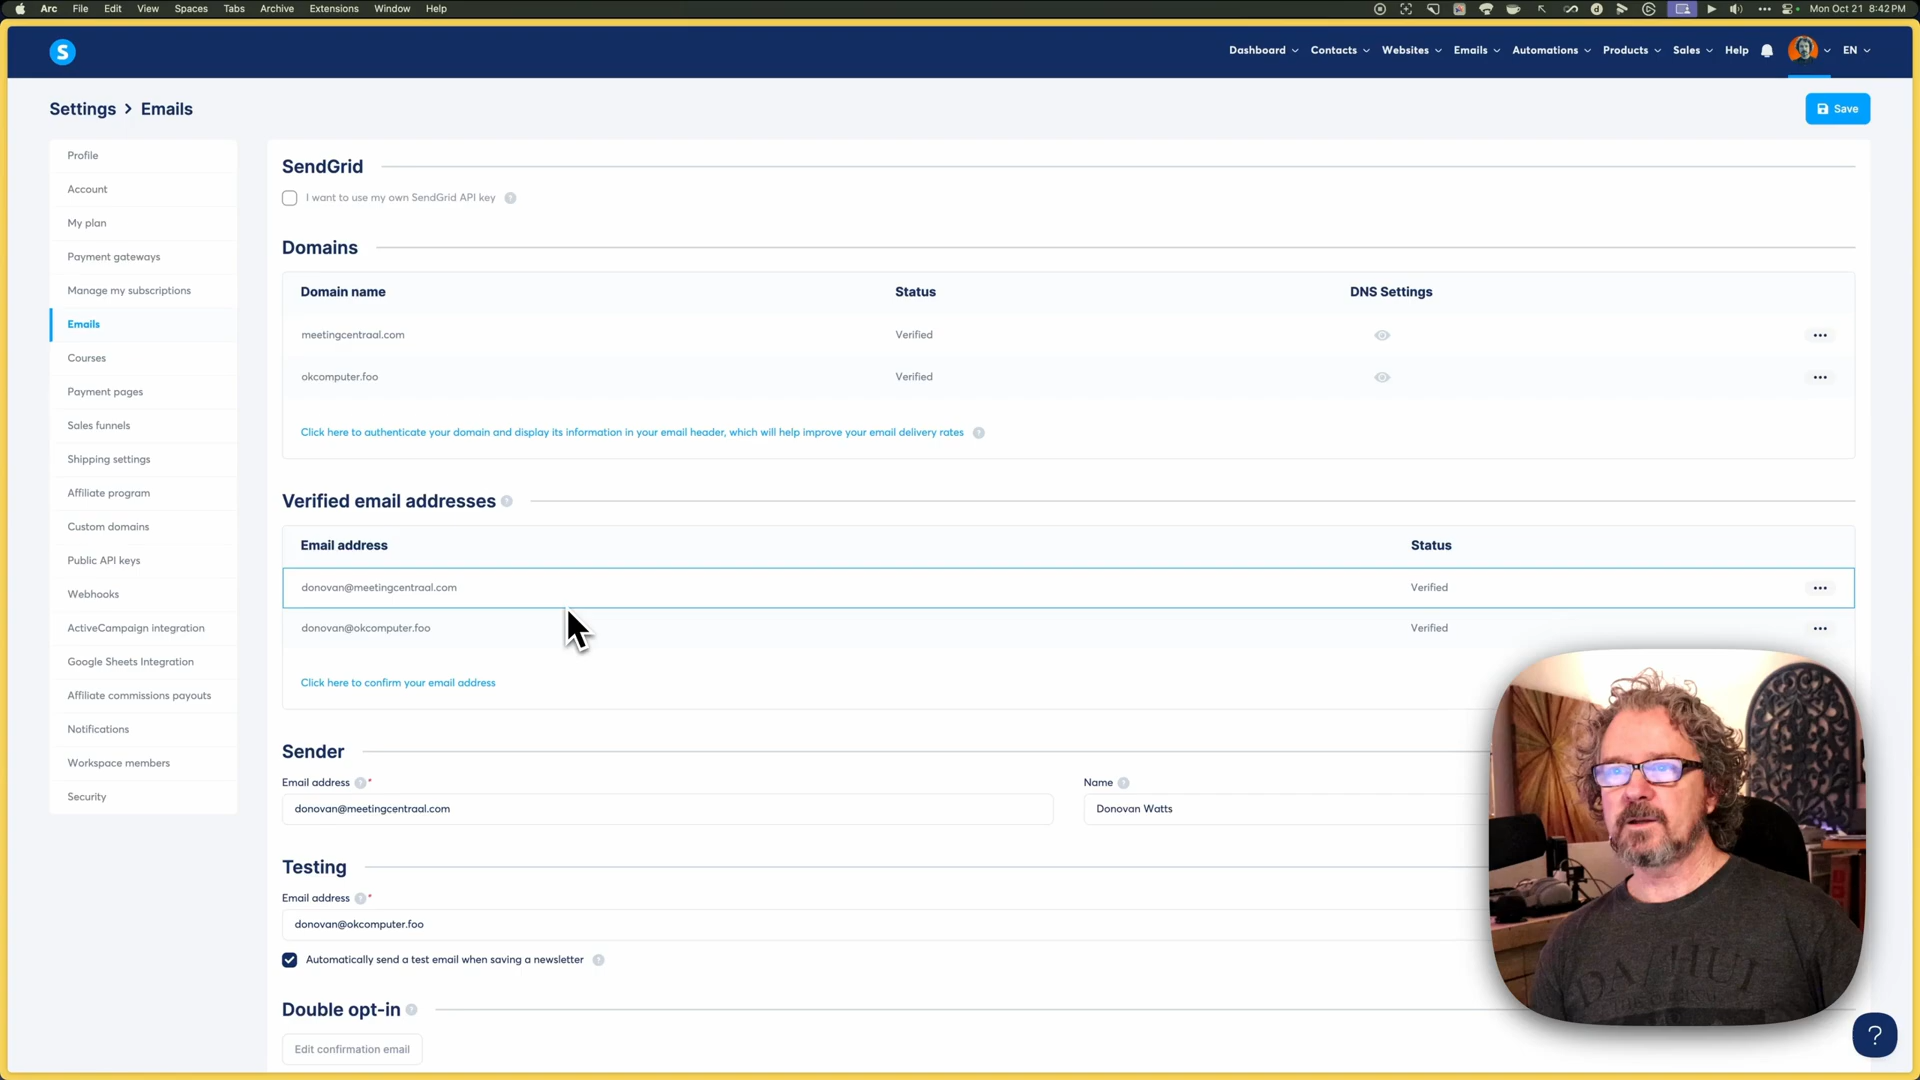 Arc File Edit View Spaces Tabs Archive Extensions Window Help Mon Oct 21 8:42 PM
S Dashboard Contacts Websites Emails Automations Products Sales Help EN
Settings > Emails
Save
Profile
Account
My plan
Payment gateways
Manage my subscriptions
Emails
Courses
Payment pages
Sales funnels
Shipping settings
Affiliate program
Custom domains
Public API keys
Webhooks
ActiveCampaign integration
Google Sheets Integration
Affiliate commissions payouts
Notifications
Workspace members
Security
SendGrid
I want to use my own SendGrid API key ?
Domains
Domain name Status DNS Settings
meetingcentraal.com Verified
okcomputer.foo Verified
Click here to authenticate your domain and display its information in your email header, which will help improve your email delivery rates ?
Verified email addresses ?
Email address Status
donovan@meetingcentraal.com Verified
donovan@okcomputer.foo Verified
Click here to confirm your email address
Sender
Email address ? * Name ?
donovan@meetingcentraal.com Donovan Watts
Testing
Email address ? *
donovan@okcomputer.foo
Automatically send a test email when saving a newsletter ?
Double opt-in ?
Edit confirmation email
?